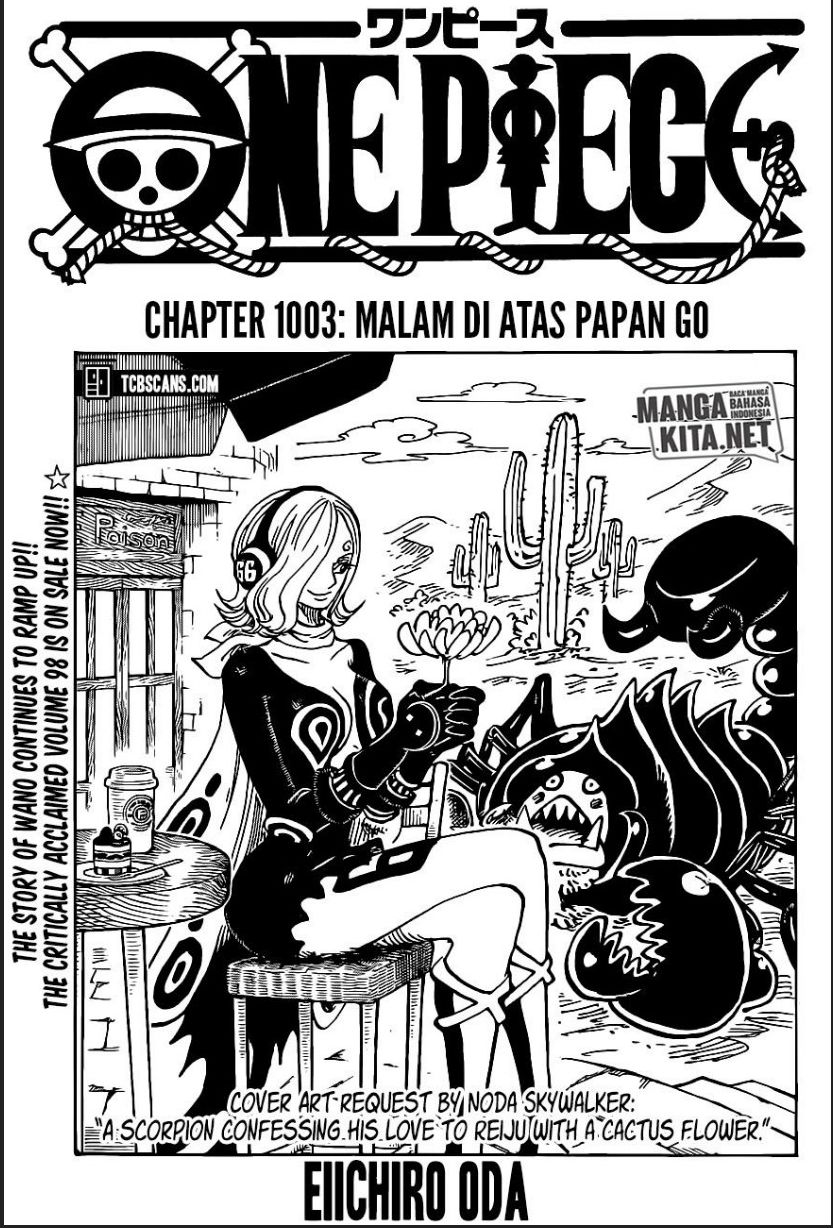 ワンピース
ONE PIECE
CHAPTER 1003: MALAM DI ATAS PAPAN GO
TCBSCANS.COM
MANGA BACA MANGA BAHASA INDONESIA
KITA.NET
Poison
66
THE STORY OF WANO CONTINUES TO RAMP UP!!
THE CRITICALLY ACCLAIMED VOLUME 98 IS ON SALE NOW!! ☆
COVER ART REQUEST BY NODA SKYWALKER:
"A SCORPION CONFESSING HIS LOVE TO REIJU WITH A CACTUS FLOWER."
EIICHIRO ODA